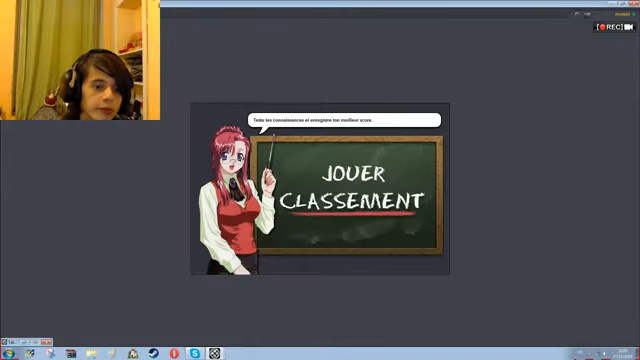 [REC]
Teste tes connaissances et enregistre ton meilleur score.
JOUER
CLASSEMENT